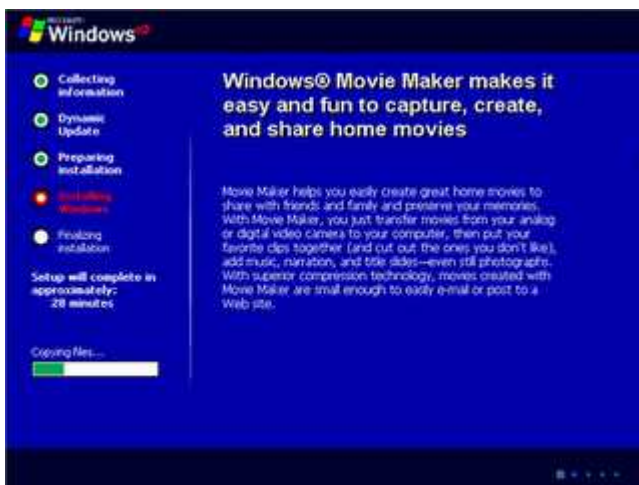 Microsoft
Windows xp
Collecting
information
Dynamic
Update
Preparing
installation
Installing
Windows
Finalizing
installation
Setup will complete in
approximately:
28 minutes
Copying files...
Windows® Movie Maker makes it
easy and fun to capture, create,
and share home movies
Movie Maker helps you easily create great home movies to
share with friends and family and preserve your memories.
With Movie Maker, you just transfer movies from your analog
or digital video camera to your computer, then put your
favorite clips together (and cut out the ones you don't like),
add music, narration, and title slides—even still photographs.
With superior compression technology, movies created with
Movie Maker are small enough to easily e-mail or post to a
Web site.